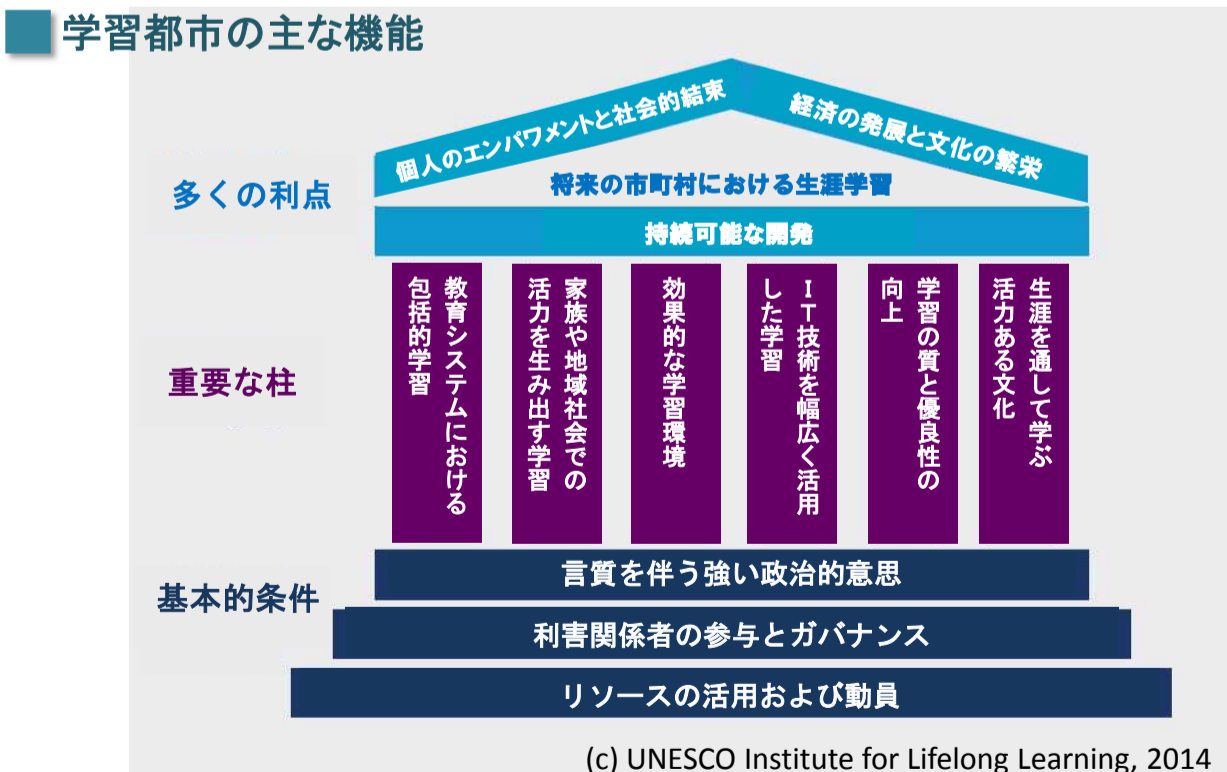 学習都市の主な機能
個人のエンパワメントと社会的結束
経済の発展と文化の繁栄
多くの利点
将来の市町村における生涯学習
持続可能な開発
重要な柱
教育システムにおける
包括的学習
家族や地域社会での
活力を生み出す学習
効果的な学習環境
IT技術を幅広く活用
した学習
学習の質と優良性の
向上
生涯を通して学ぶ
活力ある文化
基本的条件
言質を伴う強い政治的意思
利害関係者の参与とガバナンス
リソースの活用および動員
(c) UNESCO Institute for Lifelong Learning, 2014